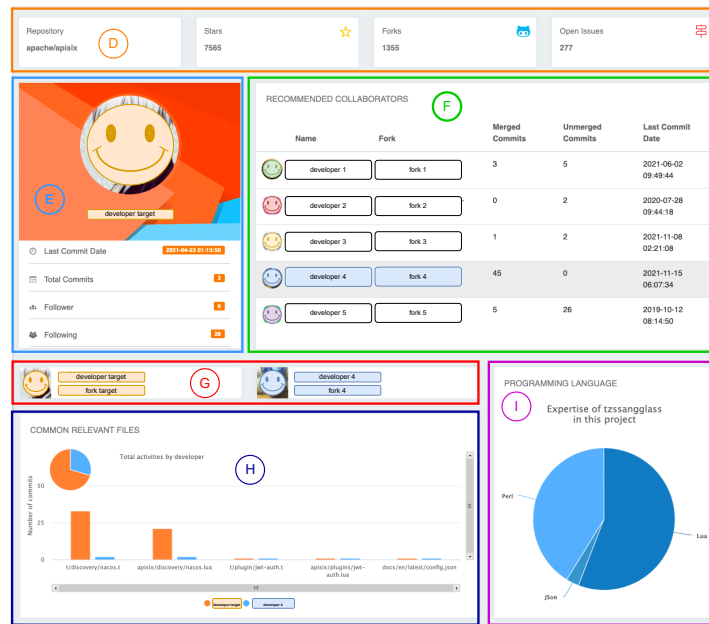 Repository
apache/apisix
D
Stars
7565
Forks
1355
Open Issues
277
E
developer target
Last Commit Date 2021-04-23 01:13:50
Total Commits 2
Follower 6
Following 28
RECOMMENDED COLLABORATORS
F
Name Fork Merged Commits Unmerged Commits Last Commit Date
developer 1 fork 1 3 5 2021-06-02 09:49:44
developer 2 fork 2 0 2 2020-07-28 09:44:18
developer 3 fork 3 1 2 2021-11-08 02:21:08
developer 4 fork 4 45 0 2021-11-15 06:07:34
developer 5 fork 5 5 26 2019-10-12 08:14:50
developer target
fork target
G
developer 4
fork 4
COMMON RELEVANT FILES
Total activities by developer
H
Number of commits
50
25
0
t/discovery/nacos.t
apisix/discovery/nacos.lua
t/plugin/jwt-auth.t
apisix/plugins/jwt-
auth.lua
docs/en/latest/config.json
developer target developer 4
PROGRAMMING LANGUAGE
I
Expertise of tzssangglass
in this project
Perl
Lua
JSon